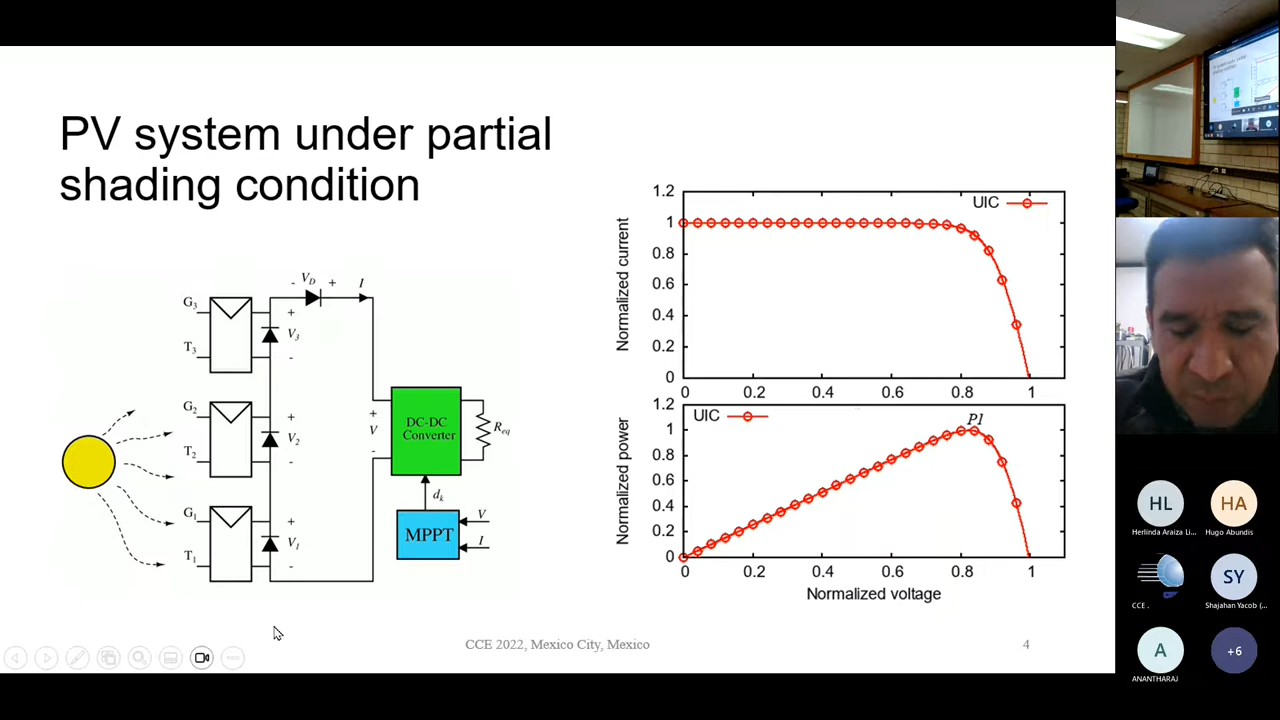 PV system under partial
shading condition
G3
T3
G2
T2
G1
T1
- VD + I
+
V3
-
+
V2
-
+
V1
-
+
V
-
DC-DC
Converter
Req
dk
MPPT
V
I
UIC
Normalized current
1.2
1
0.8
0.6
0.4
0.2
0
0 0.2 0.4 0.6 0.8 1
UIC
P1
Normalized power
1.2
1
0.8
0.6
0.4
0.2
0
0 0.2 0.4 0.6 0.8 1
Normalized voltage
CCE 2022, Mexico City, Mexico
4
HL
Herlinda Araiza Li...
HA
Hugo Abundis
CCE .
SY
Shajahan Yacob (...
A
ANANTHARAJ
+6